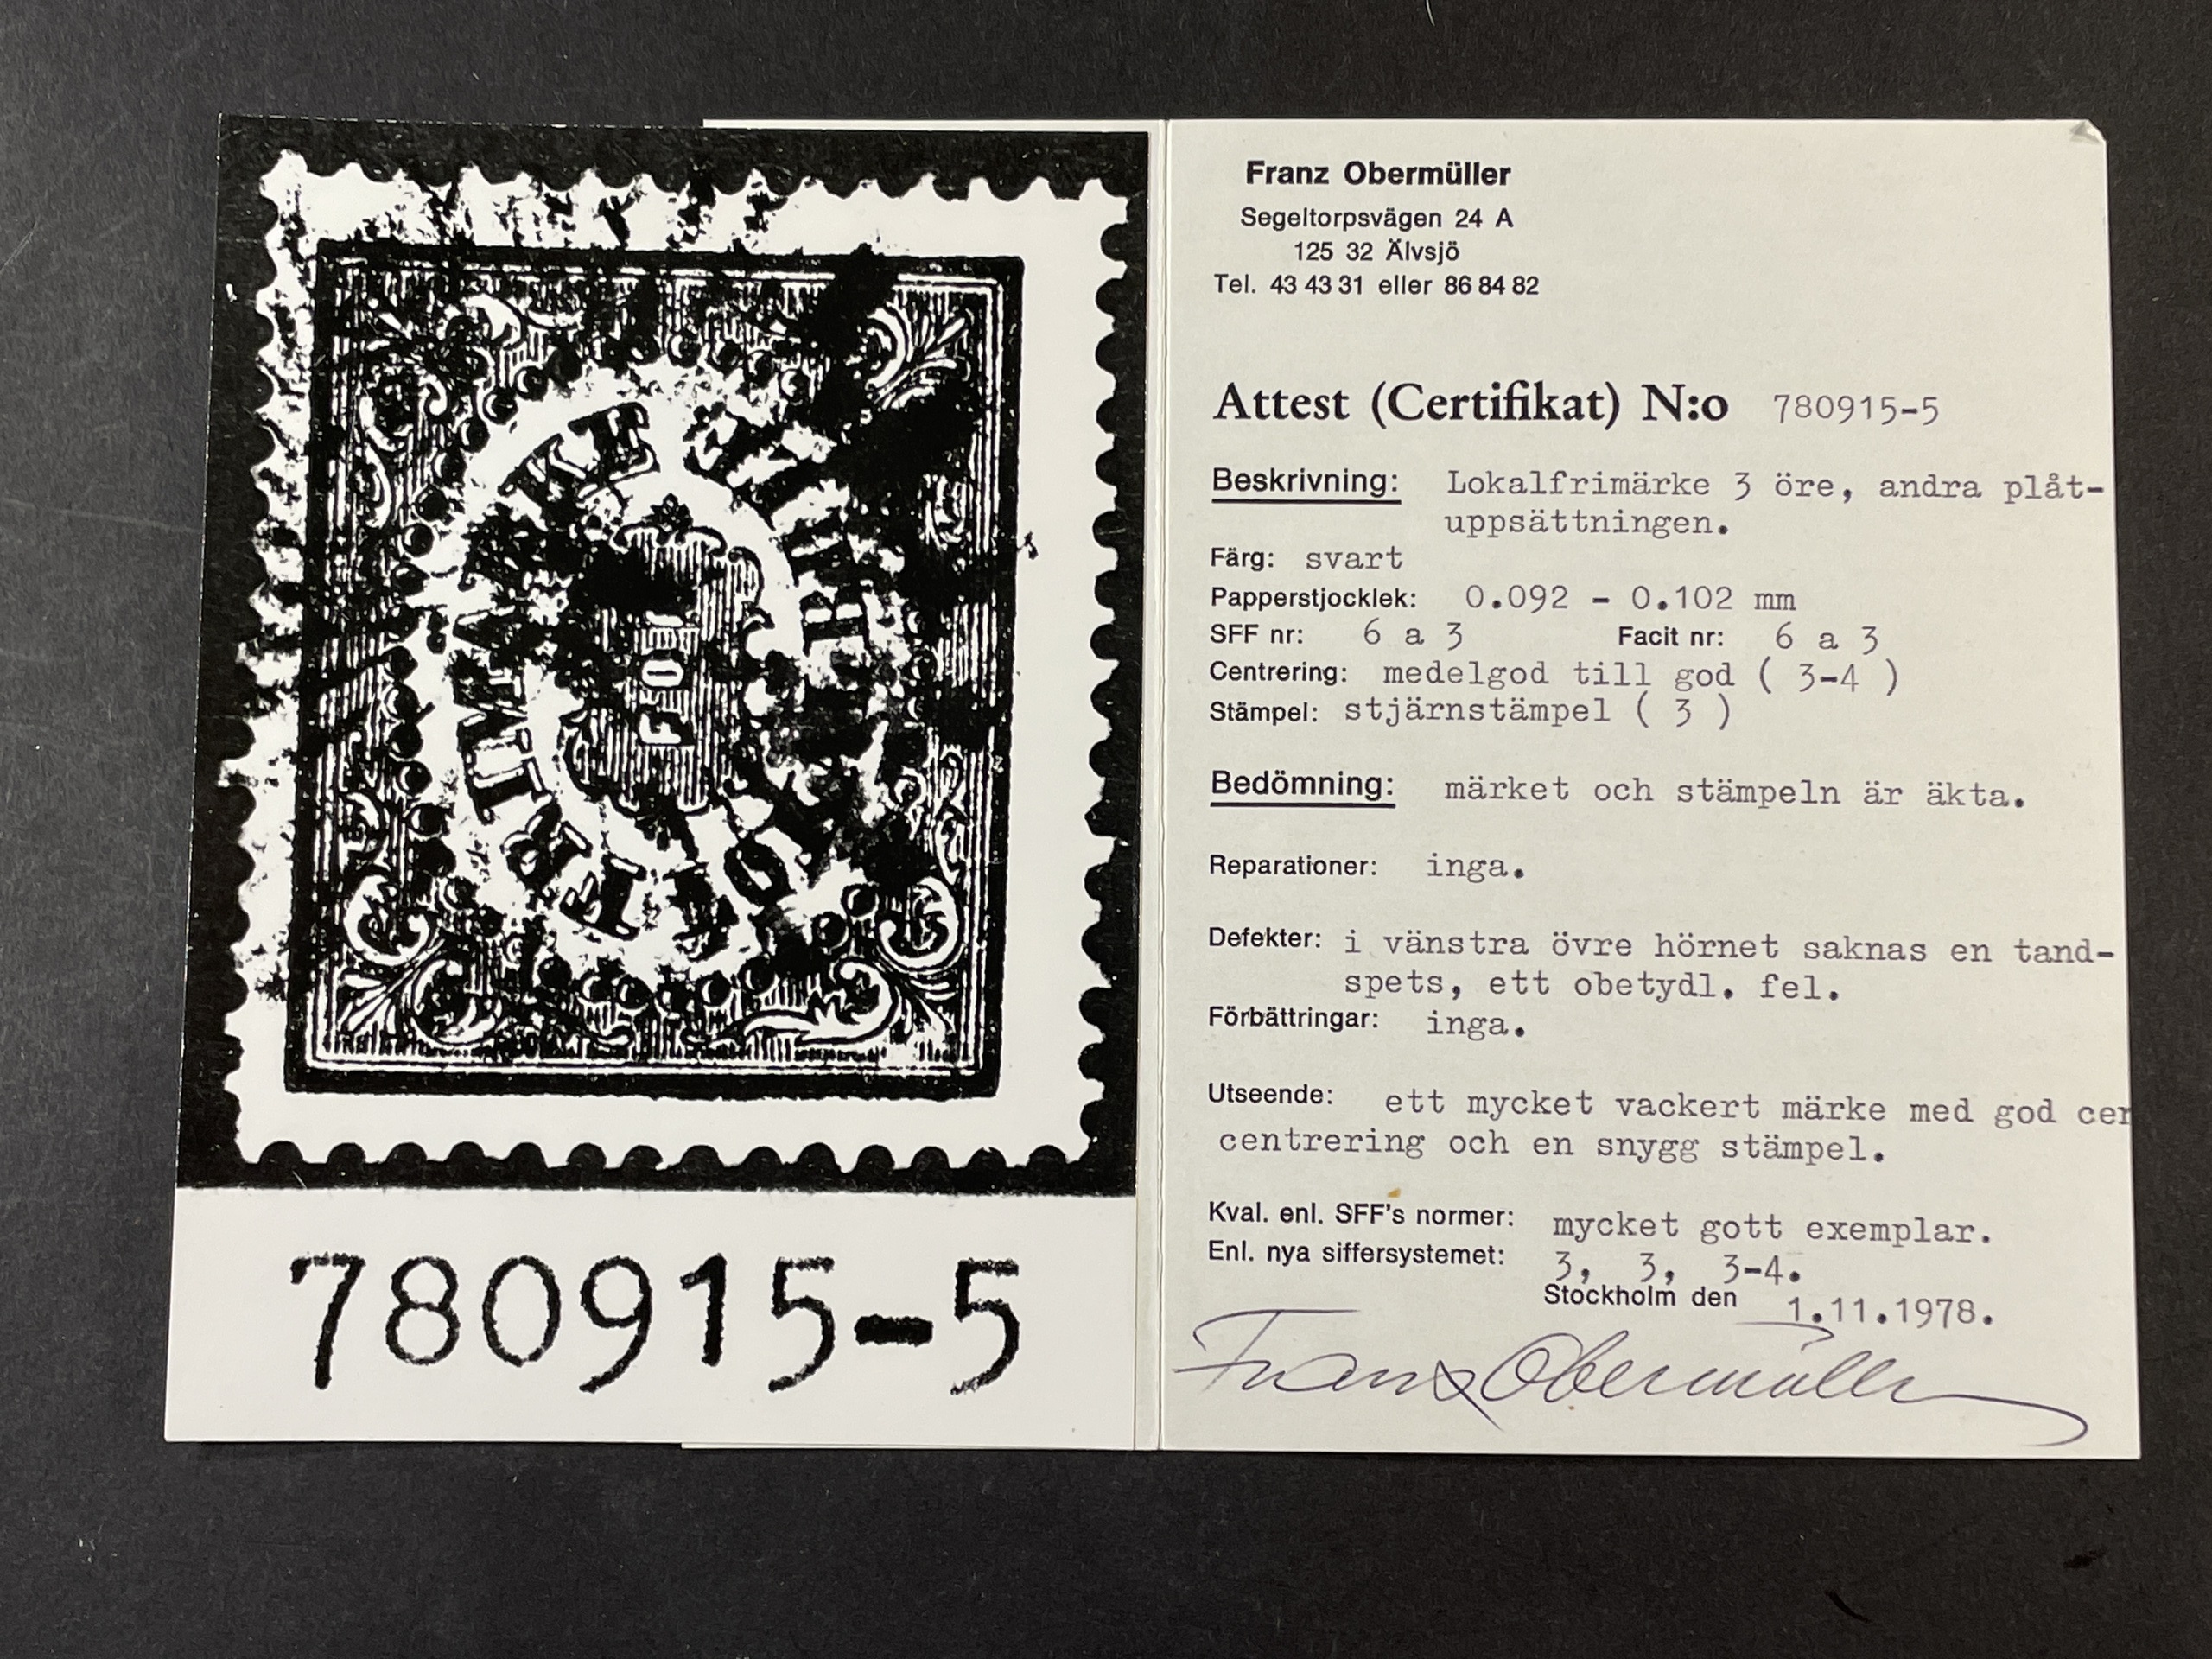 780915-5
Franz Obermüller
Segeltorpsvägen 24 A
125 32 Älvsjö
Tel. 43 43 31 eller 86 84 82
Attest (Certifikat) N:o 780915-5
Beskrivning: Lokalfrimärke 3 öre, andra plåt-
uppsättningen.
Färg: svart
Papperstjocklek: 0.092 - 0.102 mm
SFF nr: 6 a 3 Facit nr: 6 a 3
Centrering: medelgod till god ( 3-4 )
Stämpel: stjärnstämpel ( 3 )
Bedömning: märket och stämpeln är äkta.
Reparationer: inga.
Defekter: i vänstra övre hörnet saknas en tand-
spets, ett obetydl. fel.
Förbättringar: inga.
Utseende: ett mycket vackert märke med god cen
centrering och en snygg stämpel.
Kval. enl. SFF's normer: mycket gott exemplar.
Enl. nya siffersystemet: 3, 3, 3-4.
Stockholm den 1.11.1978.
Franz Obermüller